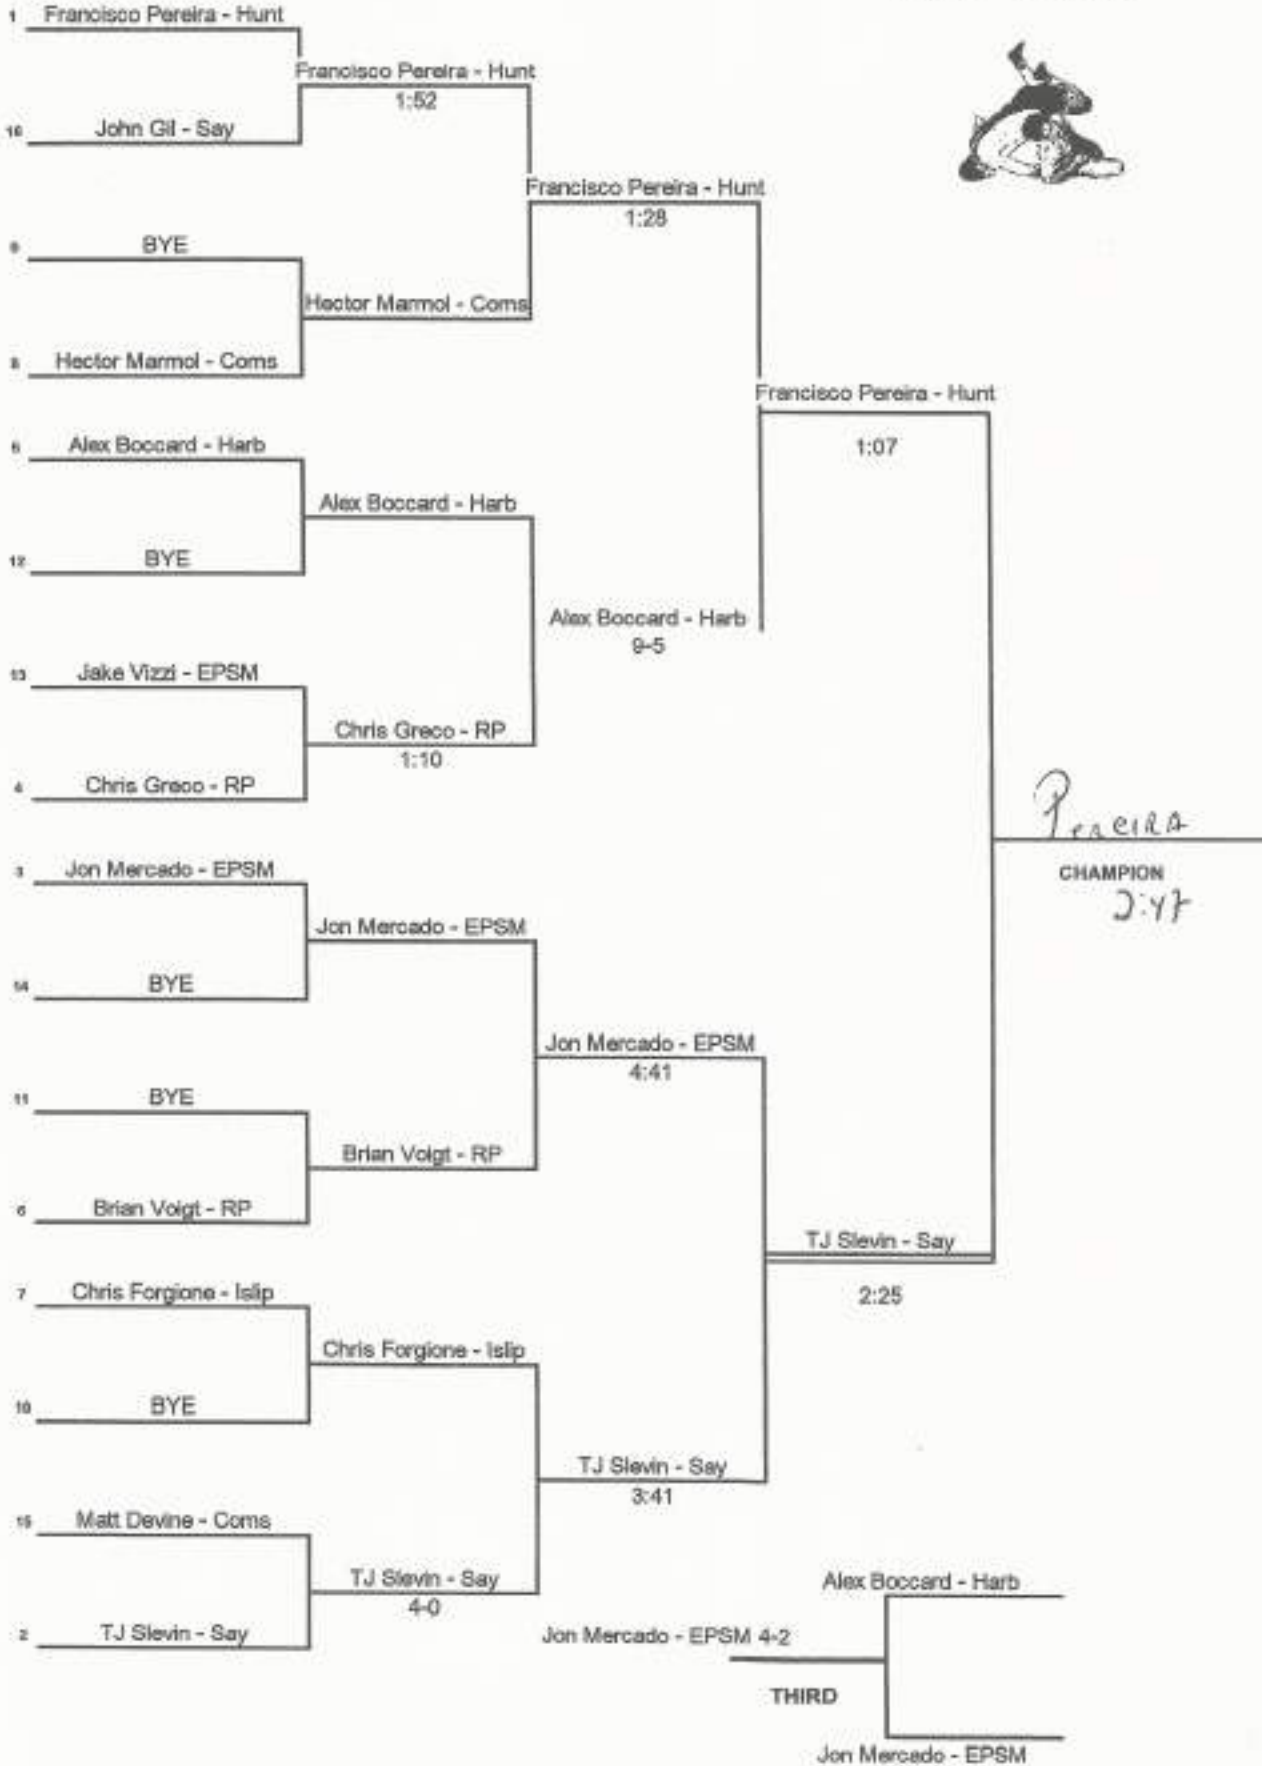 1 Francisco Pereira - Hunt
Francisco Pereira - Hunt
1:52
16 John Gil - Say
Francisco Pereira - Hunt
1:28
9 BYE
Hector Marmol - Coms
8 Hector Marmol - Coms
Francisco Pereira - Hunt
1:07
5 Alex Boccard - Harb
Alex Boccard - Harb
12 BYE
Alex Boccard - Harb
9-5
13 Jake Vizzi - EPSM
Chris Greco - RP
1:10
4 Chris Greco - RP
Pereira
CHAMPION
2:47
3 Jon Mercado - EPSM
Jon Mercado - EPSM
14 BYE
Jon Mercado - EPSM
4:41
11 BYE
Brian Voigt - RP
6 Brian Voigt - RP
TJ Slevin - Say
2:25
7 Chris Forgione - Islip
Chris Forgione - Islip
10 BYE
TJ Slevin - Say
3:41
15 Matt Devine - Coms
TJ Slevin - Say
4-0
2 TJ Slevin - Say
Alex Boccard - Harb
Jon Mercado - EPSM 4-2
THIRD
Jon Mercado - EPSM